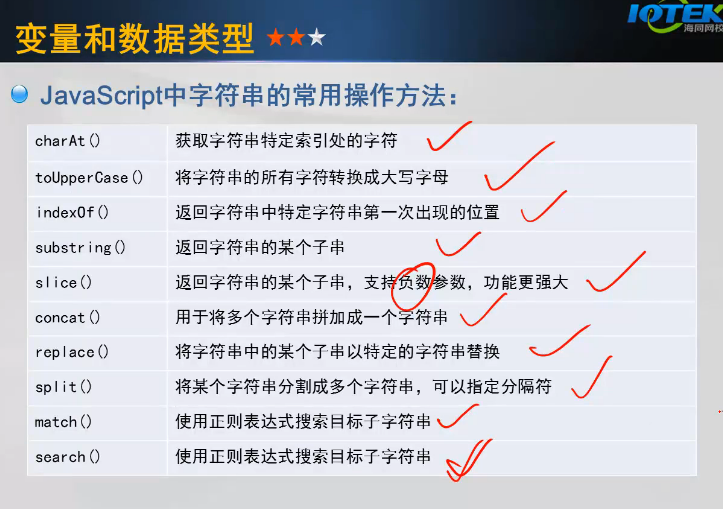 IOTEK
海同网校
变量和数据类型
JavaScript中字符串的常用操作方法：
charAt() 获取字符串特定索引处的字符
toUpperCase() 将字符串的所有字符转换成大写字母
indexOf() 返回字符串中特定字符串第一次出现的位置
substring() 返回字符串的某个子串
slice() 返回字符串的某个子串，支持负数参数，功能更强大
concat() 用于将多个字符串拼加成一个字符串
replace() 将字符串中的某个子串以特定的字符串替换
split() 将某个字符串分割成多个字符串，可以指定分隔符
match() 使用正则表达式搜索目标子字符串
search() 使用正则表达式搜索目标子字符串